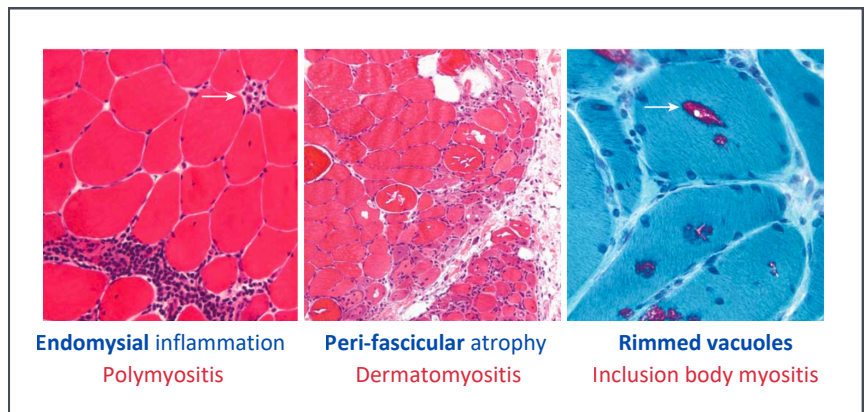 Endomysial inflammation
Polymyositis
Peri-fascicular atrophy
Dermatomyositis
Rimmed vacuoles
Inclusion body myositis